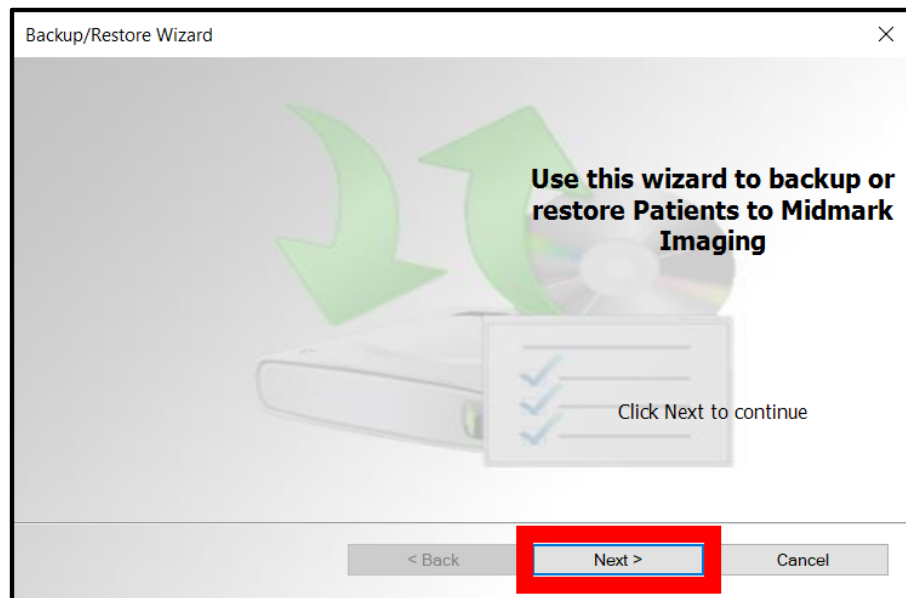 Backup/Restore Wizard
Use this wizard to backup or
restore Patients to Midmark
Imaging
Click Next to continue
< Back Next > Cancel